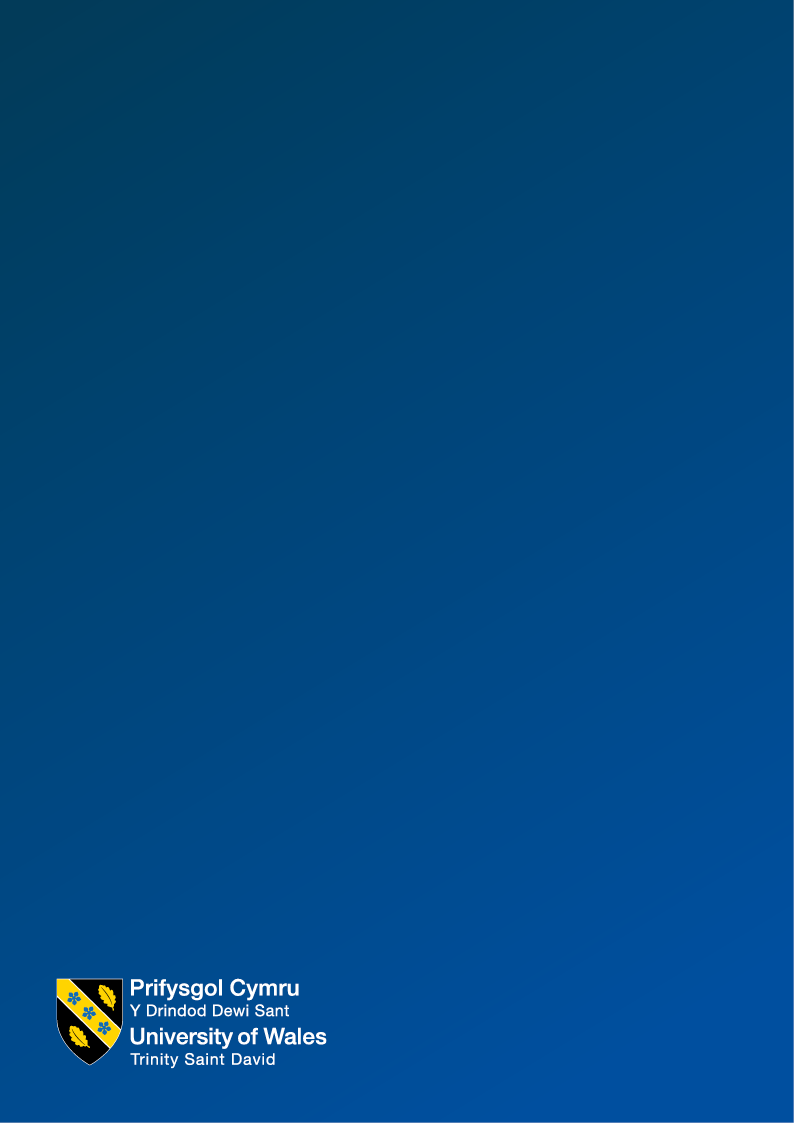 Prifysgol Cymru
Y Drindod Dewi Sant
University of Wales
Trinity Saint David